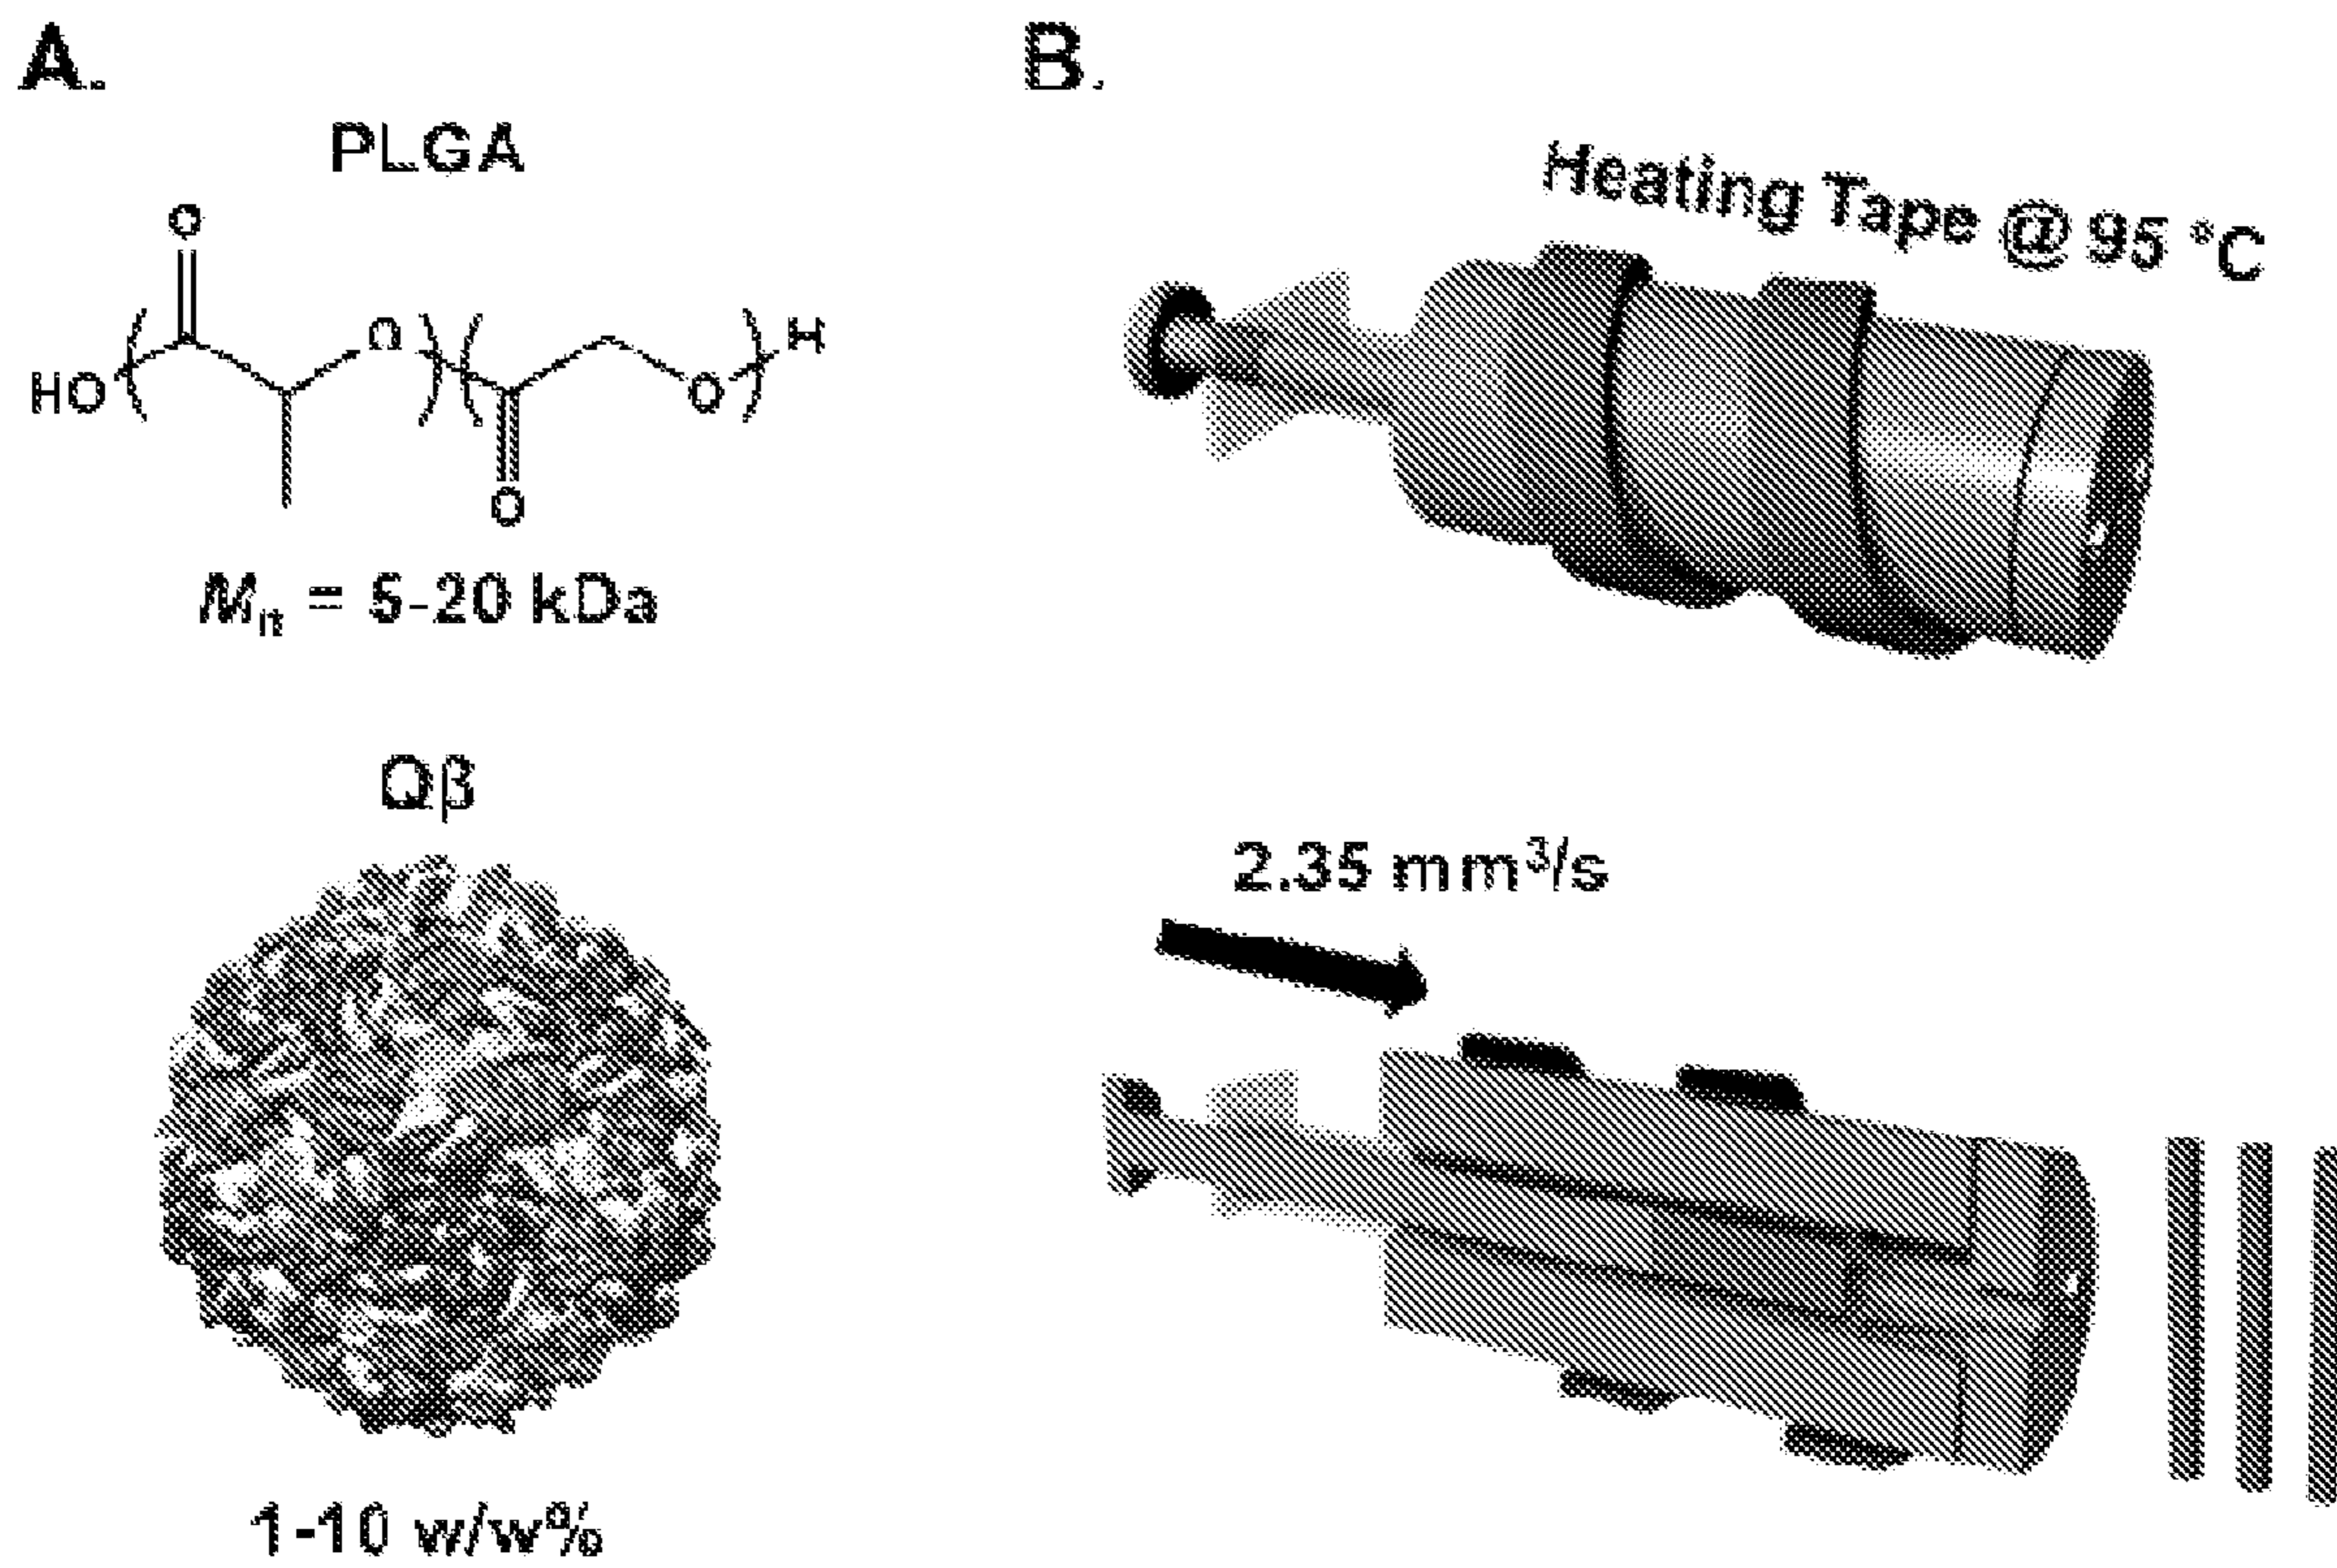 A.
PLGA
O
HO ( O ) ( O ) H
O
Mn = 5-20 kDa
Qβ
1-10 w/w%
B.
Heating Tape @ 95 °C
2.35 mm³/s